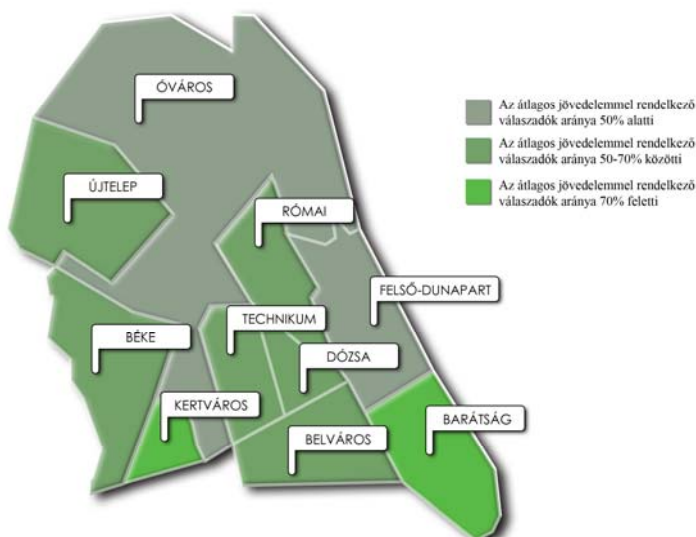 ÓVÁROS
Az átlagos jövedelemmel rendelkező
válaszadók aránya 50% alatti
Az átlagos jövedelemmel rendelkező
válaszadók aránya 50-70% közötti
Az átlagos jövedelemmel rendelkező
válaszadók aránya 70% feletti
ÚJTELEP
RÓMAI
FELSŐ-DUNAPART
TECHNIKUM
BÉKE
DÓZSA
KERTVÁROS
BARÁTSÁG
BELVÁROS